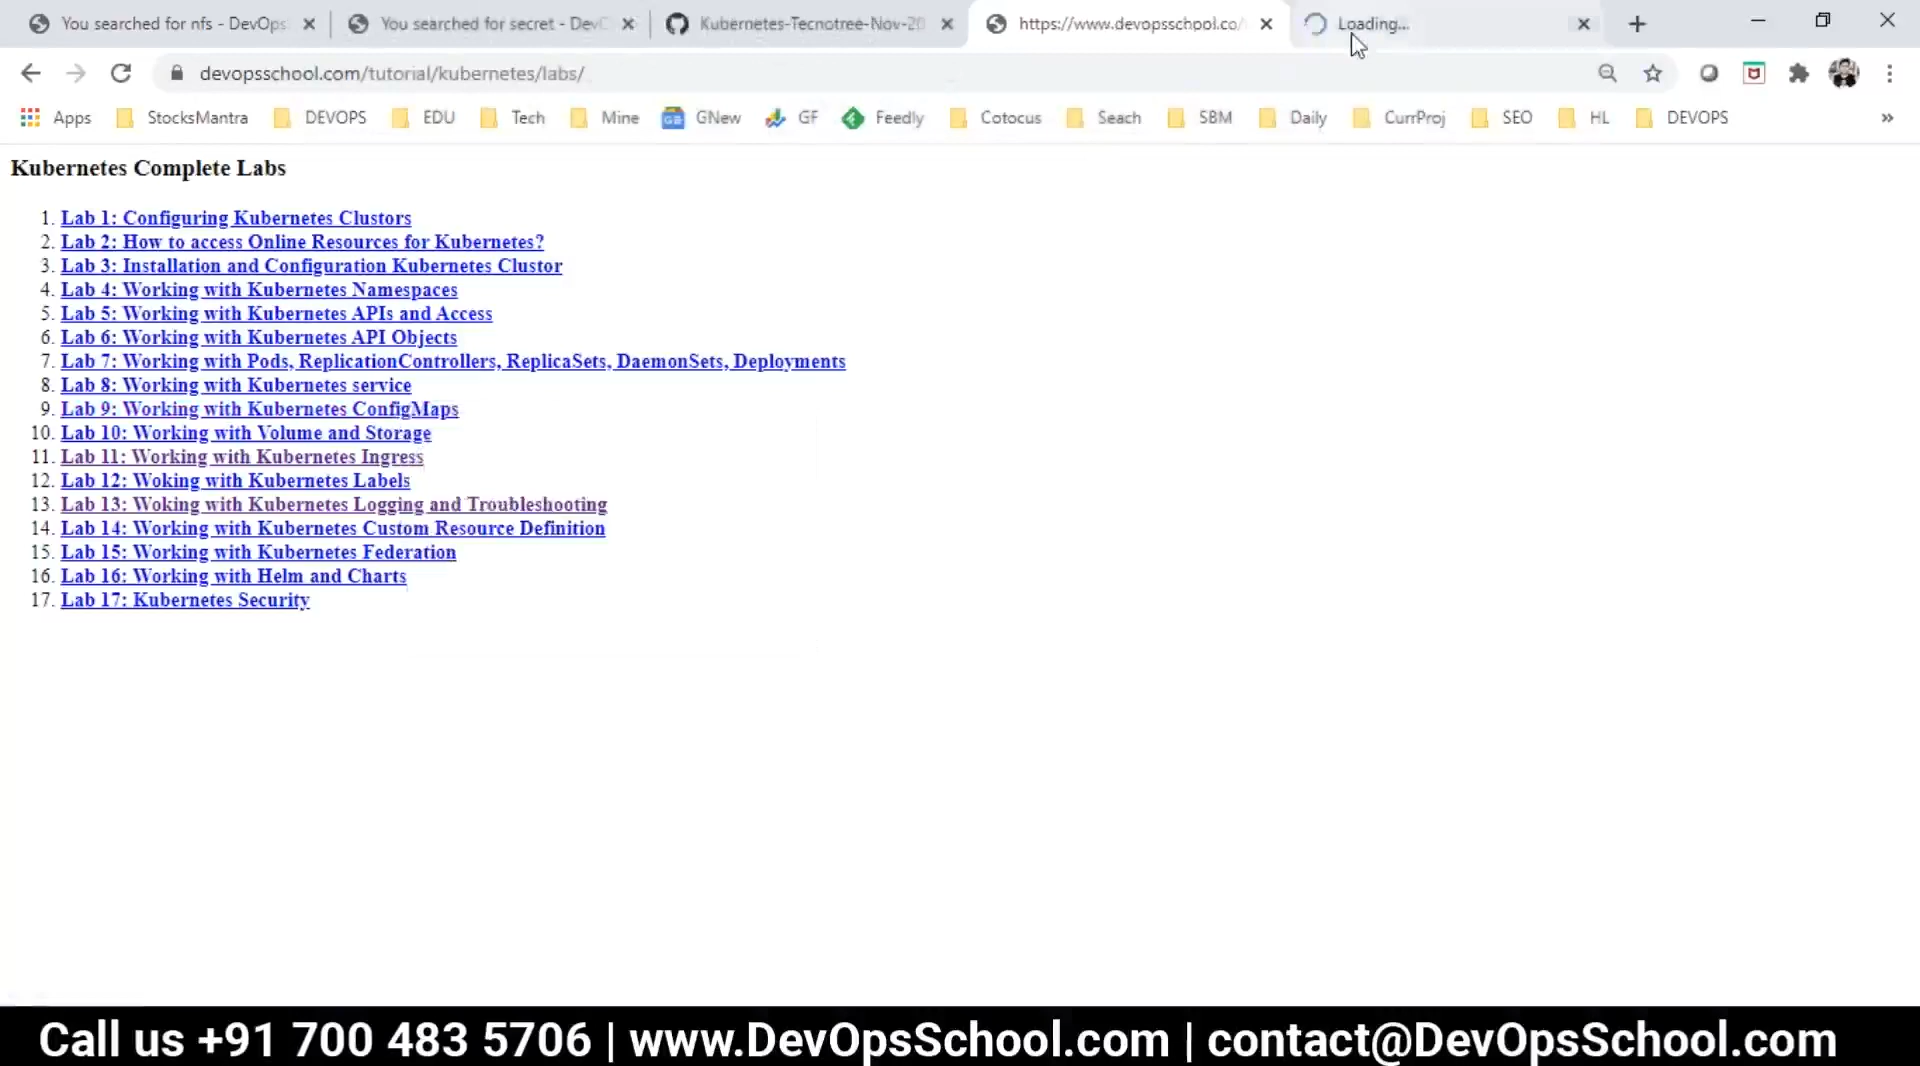 You searched for nfs - DevOps
You searched for secret - Dev
Kubernetes-Tecnotree-Nov-20
https://www.devopsschool.co
Loading...
devopsschool.com/tutorial/kubernetes/labs/
Apps StocksMantra DEVOPS EDU Tech Mine GNew GF Feedly Cotocus Seach SBM Daily CurrProj SEO HL DEVOPS »
Kubernetes Complete Labs
1. Lab 1: Configuring Kubernetes Clustors
2. Lab 2: How to access Online Resources for Kubernetes?
3. Lab 3: Installation and Configuration Kubernetes Clustor
4. Lab 4: Working with Kubernetes Namespaces
5. Lab 5: Working with Kubernetes APIs and Access
6. Lab 6: Working with Kubernetes API Objects
7. Lab 7: Working with Pods, ReplicationControllers, ReplicaSets, DaemonSets, Deployments
8. Lab 8: Working with Kubernetes service
9. Lab 9: Working with Kubernetes ConfigMaps
10. Lab 10: Working with Volume and Storage
11. Lab 11: Working with Kubernetes Ingress
12. Lab 12: Woking with Kubernetes Labels
13. Lab 13: Woking with Kubernetes Logging and Troubleshooting
14. Lab 14: Working with Kubernetes Custom Resource Definition
15. Lab 15: Working with Kubernetes Federation
16. Lab 16: Working with Helm and Charts
17. Lab 17: Kubernetes Security
Call us +91 700 483 5706 | www.DevOpsSchool.com | contact@DevOpsSchool.com